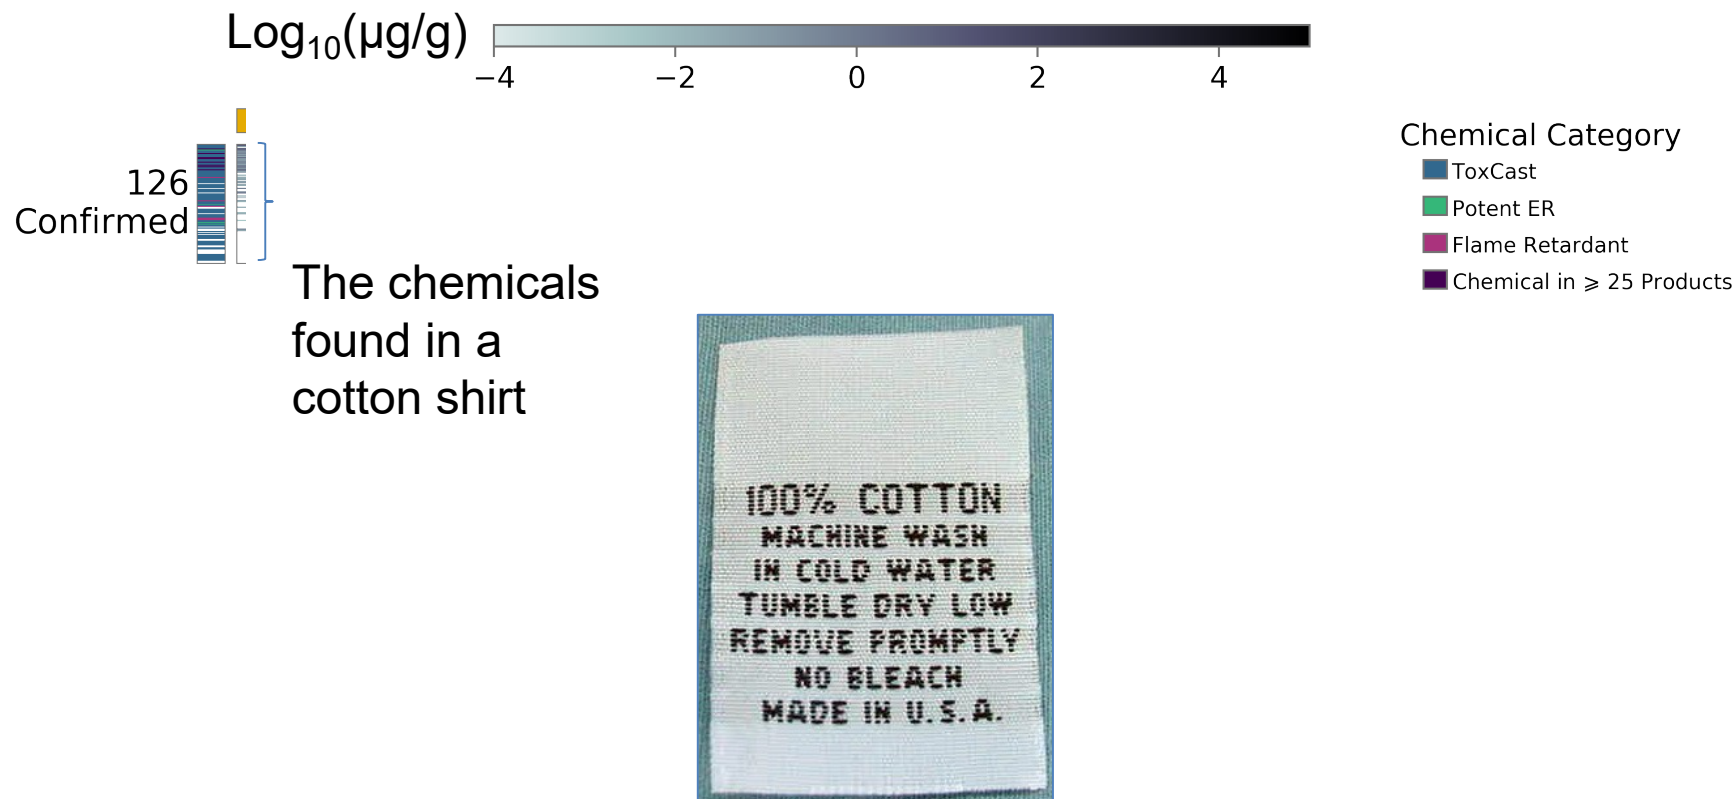 Log10(µg/g)
−4 −2 0 2 4
126
Confirmed
Chemical Category
ToxCast
Potent ER
Flame Retardant
Chemical in ⩾ 25 Products
The chemicals
found in a
cotton shirt
100% COTTON
MACHINE WASH
IN COLD WATER
TUMBLE DRY LOW
REMOVE PROMPTLY
NO BLEACH
MADE IN U.S.A.